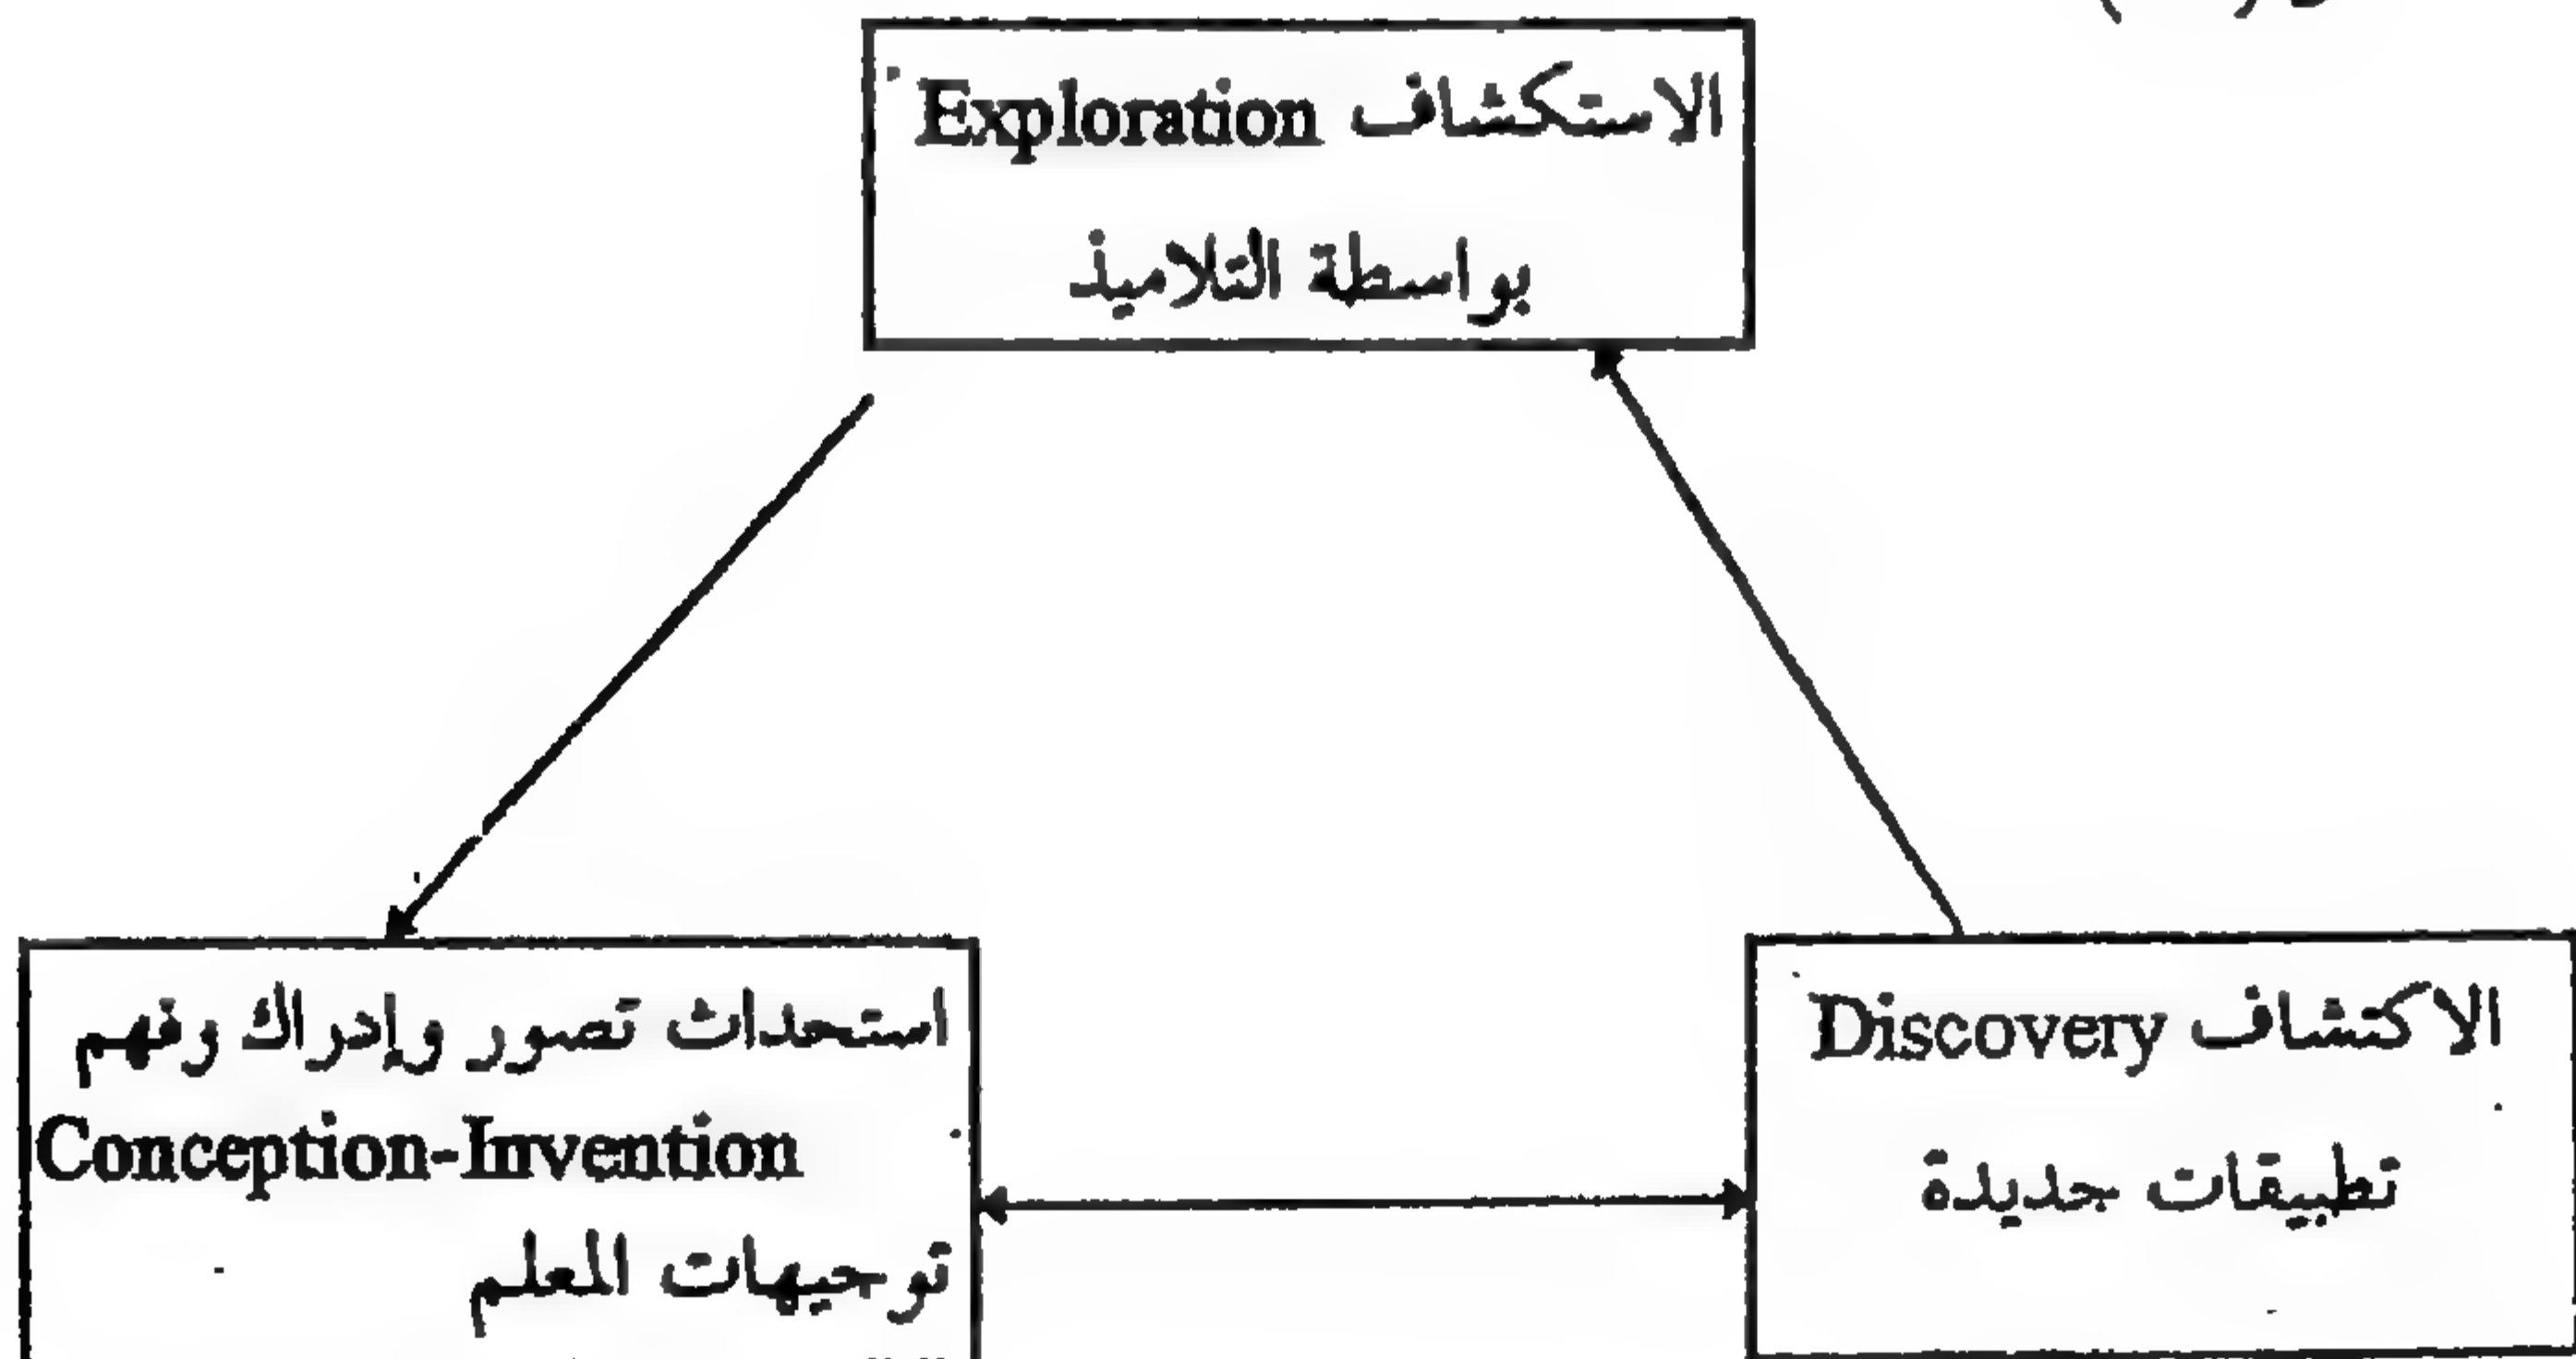 الاستكشاف Exploration
بواسطة التلاميذ
الاكتشاف Discovery
تطبيقات جديدة
استحداث تصور وإدراك وفهم
Conception-Invention
توجيهات المعلم